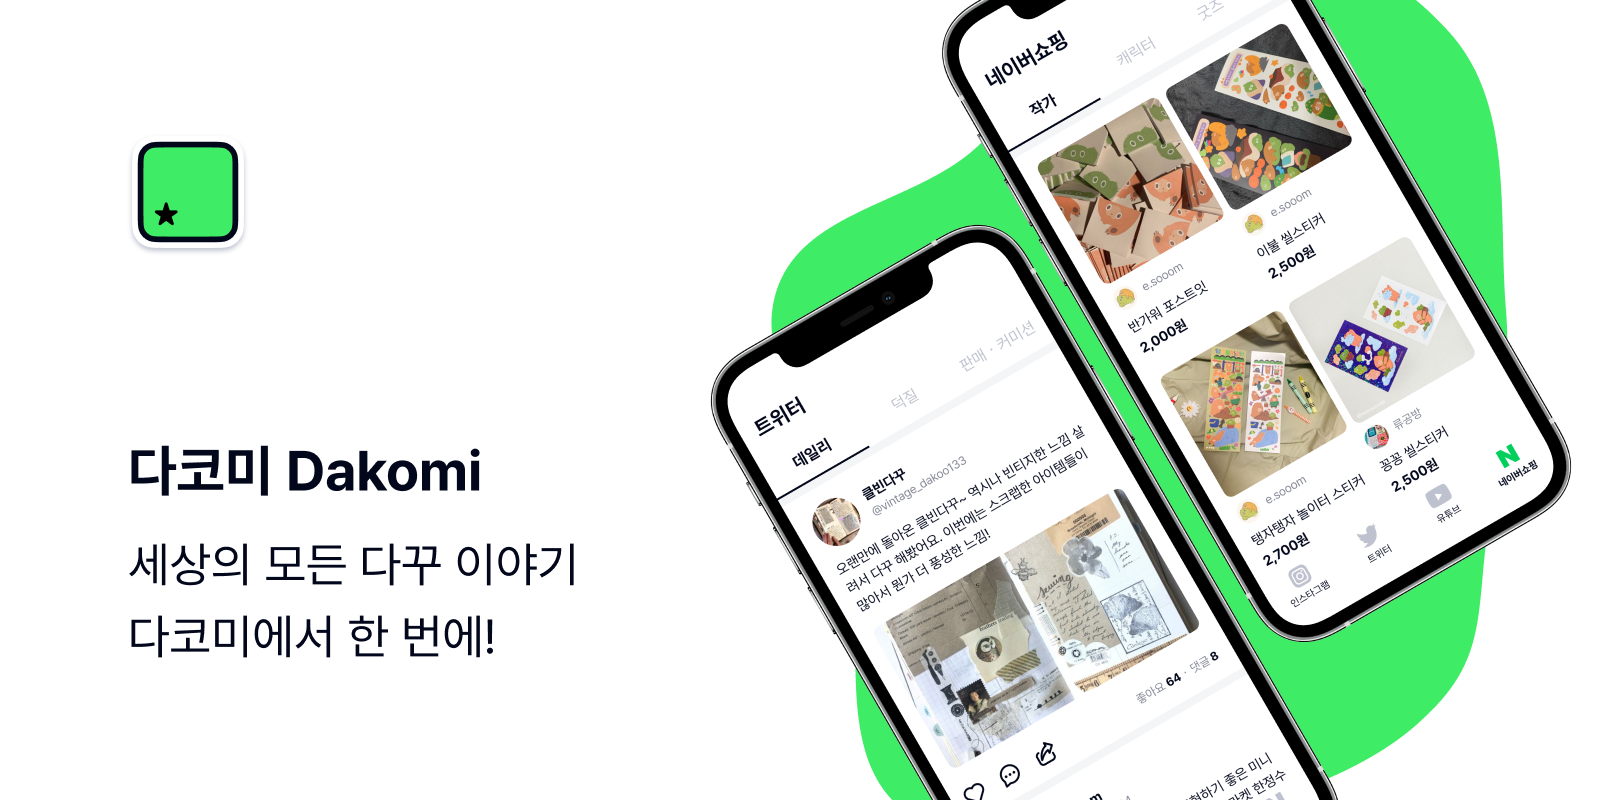 다코미 Dakomi
세상의 모든 다꾸 이야기
다코미에서 한 번에!
트위터
데일리
덕질
판매 · 커미션
클빈다꾸
@vintage_dakoo133
오랜만에 돌아온 클빈다꾸~ 역시나 빈티지한 느낌 살
려서 다꾸 해봤어요. 이번에는 스크랩한 아이템들이
많아서 뭔가 더 풍성한 느낌!
sewing
좋아요 64 · 댓글 8
하기 좋은 미니
마켓 한정수
네이버쇼핑
작가
캐릭터
굿즈
e.sooom
반가워 포스트잇
2,000원
e.sooom
이불 씰스티커
2,500원
e.sooom
탱자탱자 놀이터 스티커
2,700원
류공방
꽁꽁 씰스티커
2,500원
인스타그램
트위터
유튜브
N
네이버쇼핑